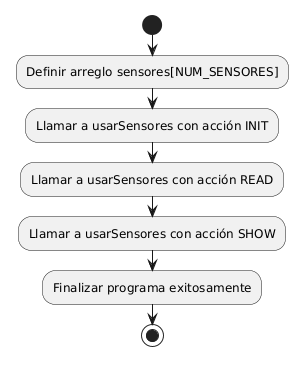 Definir arreglo sensores[NUM_SENSORES]
Llamar a usarSensores con acción INIT
Llamar a usarSensores con acción READ
Llamar a usarSensores con acción SHOW
Finalizar programa exitosamente